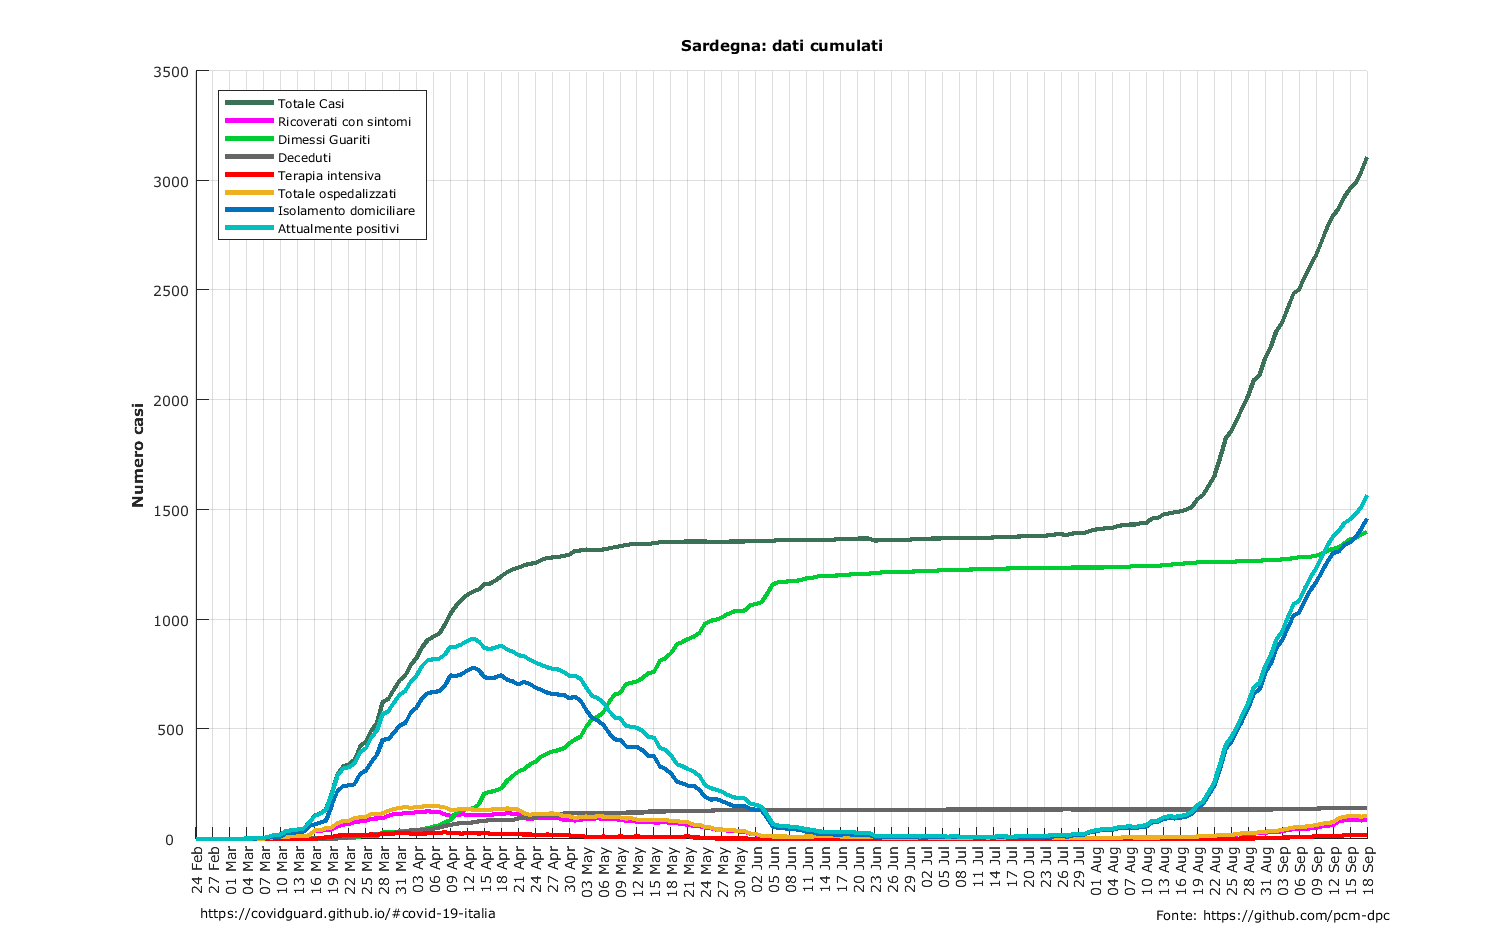 Sardegna: dati cumulati
3500
3000
2500
2000
1500
1000
500
0
Numero casi
Totale Casi
Ricoverati con sintomi
Dimessi Guariti
Deceduti
Terapia intensiva
Totale ospedalizzati
Isolamento domiciliare
Attualmente positivi
24 Feb
27 Feb
01 Mar
04 Mar
07 Mar
10 Mar
13 Mar
16 Mar
19 Mar
22 Mar
25 Mar
28 Mar
31 Mar
03 Apr
06 Apr
09 Apr
12 Apr
15 Apr
18 Apr
21 Apr
24 Apr
27 Apr
30 Apr
03 May
06 May
09 May
12 May
15 May
18 May
21 May
24 May
27 May
30 May
02 Jun
05 Jun
08 Jun
11 Jun
14 Jun
17 Jun
20 Jun
23 Jun
26 Jun
29 Jun
02 Jul
05 Jul
08 Jul
11 Jul
14 Jul
17 Jul
20 Jul
23 Jul
26 Jul
29 Jul
01 Aug
04 Aug
07 Aug
10 Aug
13 Aug
16 Aug
19 Aug
22 Aug
25 Aug
28 Aug
31 Aug
03 Sep
06 Sep
09 Sep
12 Sep
15 Sep
18 Sep
https://covidguard.github.io/#covid-19-italia
Fonte: https://github.com/pcm-dpc